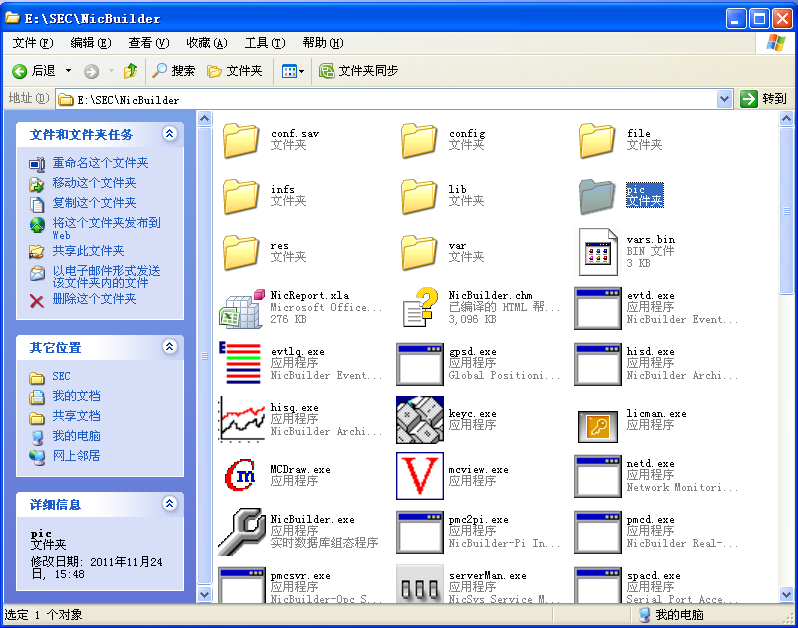 E:\SEC\NicBuilder
文件(F) 编辑(E) 查看(V) 收藏(A) 工具(T) 帮助(H)
后退 搜索 文件夹 文件夹同步
地址(D) E:\SEC\NicBuilder 转到
文件和文件夹任务
重命名这个文件夹
移动这个文件夹
复制这个文件夹
将这个文件夹发布到
Web
共享此文件夹
以电子邮件形式发送
该文件夹内的文件
删除这个文件夹
其它位置
SEC
我的文档
共享文档
我的电脑
网上邻居
详细信息
pic
文件夹
修改日期: 2011年11月24
日, 15:48
conf.sav
文件夹
config
文件夹
file
文件夹
infs
文件夹
lib
文件夹
pic
文件夹
res
文件夹
var
文件夹
vars.bin
BIN 文件
3 KB
NicReport.xla
Microsoft Office...
276 KB
NicBuilder.chm
已编译的 HTML 帮...
3,096 KB
evtd.exe
应用程序
NicBuilder Event...
evtlq.exe
应用程序
NicBuilder Event...
gpsd.exe
应用程序
Global Positioni...
hisd.exe
应用程序
NicBuilder Archi...
hisq.exe
应用程序
NicBuilder Archi...
keyc.exe
应用程序
licman.exe
应用程序
MCDraw.exe
应用程序
mcview.exe
应用程序
netd.exe
应用程序
Network Monitori...
NicBuilder.exe
应用程序
实时数据库组态程序
pmc2pi.exe
应用程序
NicBuilder-Pi In...
pmcd.exe
应用程序
NicBuilder Real-...
pmcsvr.exe
应用程序
NicBuilder-Opc S...
serverMan.exe
应用程序
NicSys Service M...
spacd.exe
应用程序
Serial Port Acce...
选定 1 个对象 我的电脑